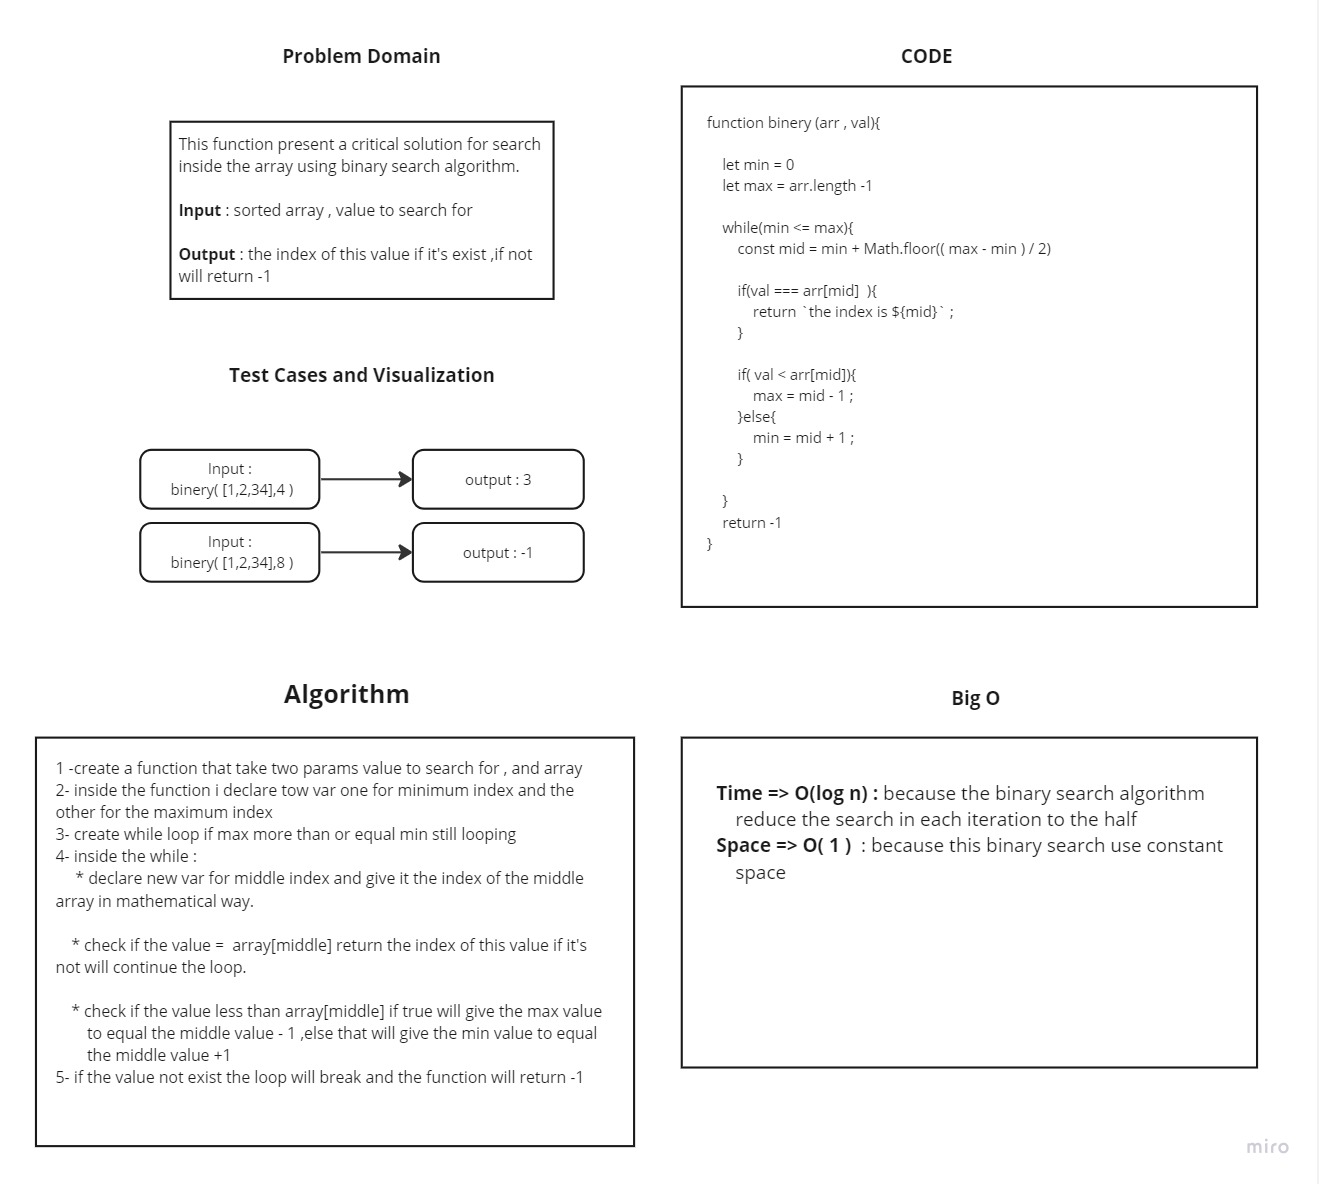 Problem Domain
This function present a critical solution for search
inside the array using binary search algorithm.
Input : sorted array , value to search for
Output : the index of this value if it's exist ,if not
will return -1
Test Cases and Visualization
Input :
binery( [1,2,34],4 )
output : 3
Input :
binery( [1,2,34],8 )
output : -1
CODE
function binery (arr , val){
let min = 0
let max = arr.length -1
while(min <= max){
const mid = min + Math.floor(( max - min ) / 2)
if(val === arr[mid]  ){
return `the index is ${mid}` ;
}
if( val < arr[mid]){
max = mid - 1 ;
}else{
min = mid + 1 ;
}
}
return -1
}
Algorithm
1 -create a function that take two params value to search for , and array
2- inside the function i declare tow var one for minimum index and the
other for the maximum index
3- create while loop if max more than or equal min still looping
4- inside the while :
* declare new var for middle index and give it the index of the middle
array in mathematical way.
* check if the value =  array[middle] return the index of this value if it's
not will continue the loop.
* check if the value less than array[middle] if true will give the max value
to equal the middle value - 1 ,else that will give the min value to equal
the middle value +1
5- if the value not exist the loop will break and the function will return -1
Big O
Time => O(log n) : because the binary search algorithm
reduce the search in each iteration to the half
Space => O( 1 )  : because this binary search use constant
space
miro